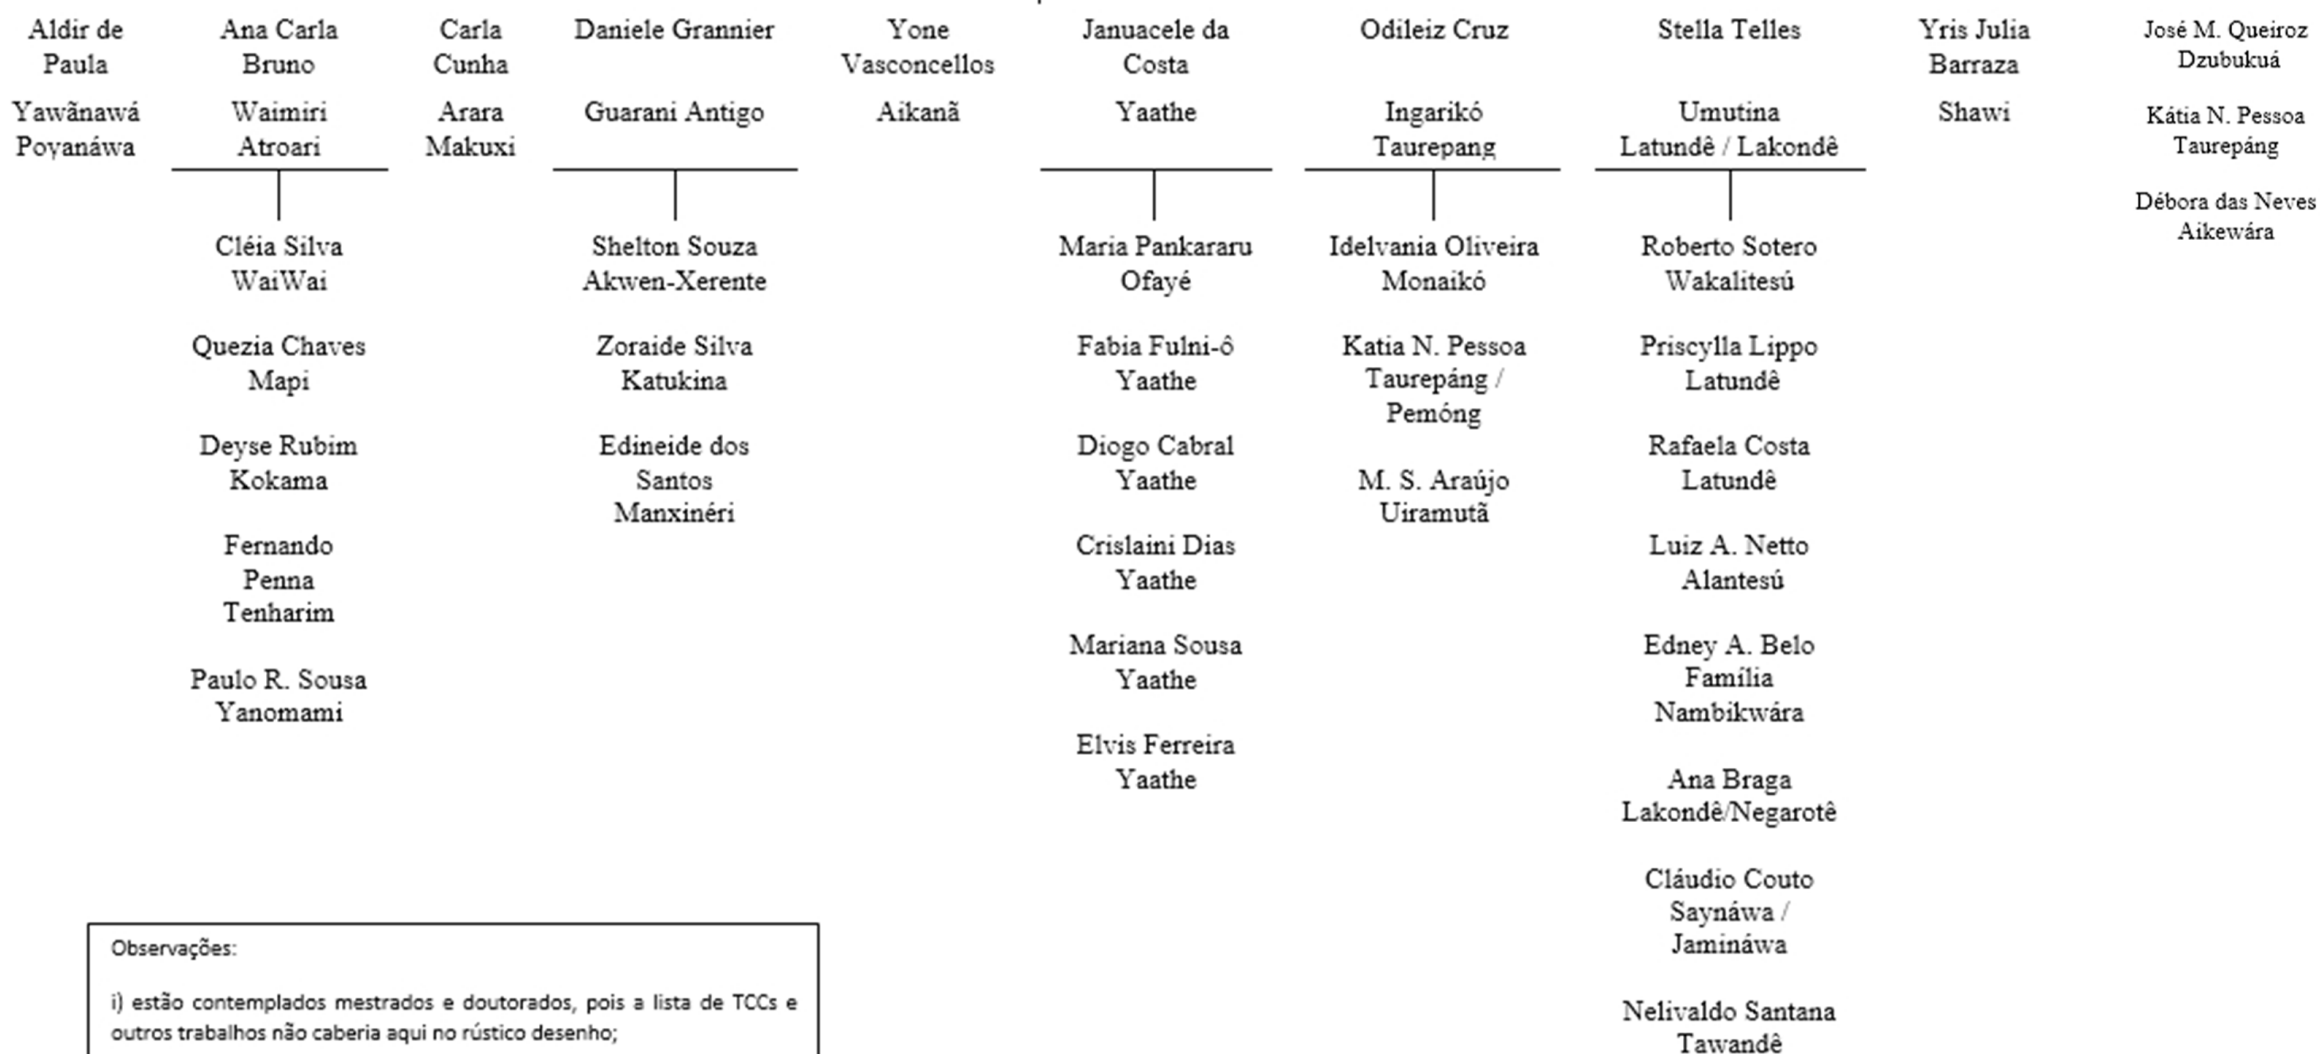 Aldir de
Paula
Yawãnawá
Poyanáwa
Ana Carla
Bruno
Waimiri
Atroari
Cléia Silva
WaiWai
Quezia Chaves
Mapi
Deyse Rubim
Kokama
Fernando
Penna
Tenharim
Paulo R. Sousa
Yanomami
Carla
Cunha
Arara
Makuxi
Daniele Grannier
Guarani Antigo
Shelton Souza
Akwen-Xerente
Zoraide Silva
Katukina
Edineide dos
Santos
Manxinéri
Yone
Vasconcellos
Aikanã
Januacele da
Costa
Yaathe
Maria Pankararu
Ofayé
Fabia Fulni-ô
Yaathe
Diogo Cabral
Yaathe
Crislaini Dias
Yaathe
Mariana Sousa
Yaathe
Elvis Ferreira
Yaathe
Odileiz Cruz
Ingarikó
Taurepang
Idelvania Oliveira
Monaikó
Katia N. Pessoa
Taurepáng /
Pemóng
M. S. Araújo
Uiramutã
Stella Telles
Umutina
Latundê / Lakondê
Roberto Sotero
Wakalitesú
Priscylla Lippo
Latundê
Rafaela Costa
Latundê
Luiz A. Netto
Alantesú
Edney A. Belo
Família
Nambikwára
Ana Braga
Lakondê/Negarotê
Cláudio Couto
Saynáwa /
Jamináwa
Nelivaldo Santana
Tawandê
Yris Julia
Barraza
Shawi
José M. Queiroz
Dzubukuá
Kátia N. Pessoa
Taurepáng
Débora das Neves
Aikewára
Observações:
i) estão contemplados mestrados e doutorados, pois a lista de TCCs e
outros trabalhos não caberia aqui no rústico desenho;